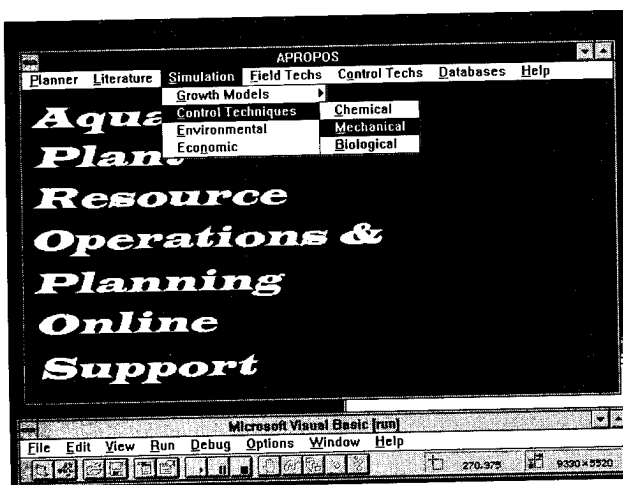 APROPOS
Planner Literature Simulation Field Techs Control Techs Databases Help
Growth Models
Control Techniques
Environmental
Economic
Chemical
Mechanical
Biological
Aqua
Plant
Resource
Operations &
Planning
Online
Support
Microsoft Visual Basic [run]
File Edit View Run Debug Options Window Help
270,375 9330×5520